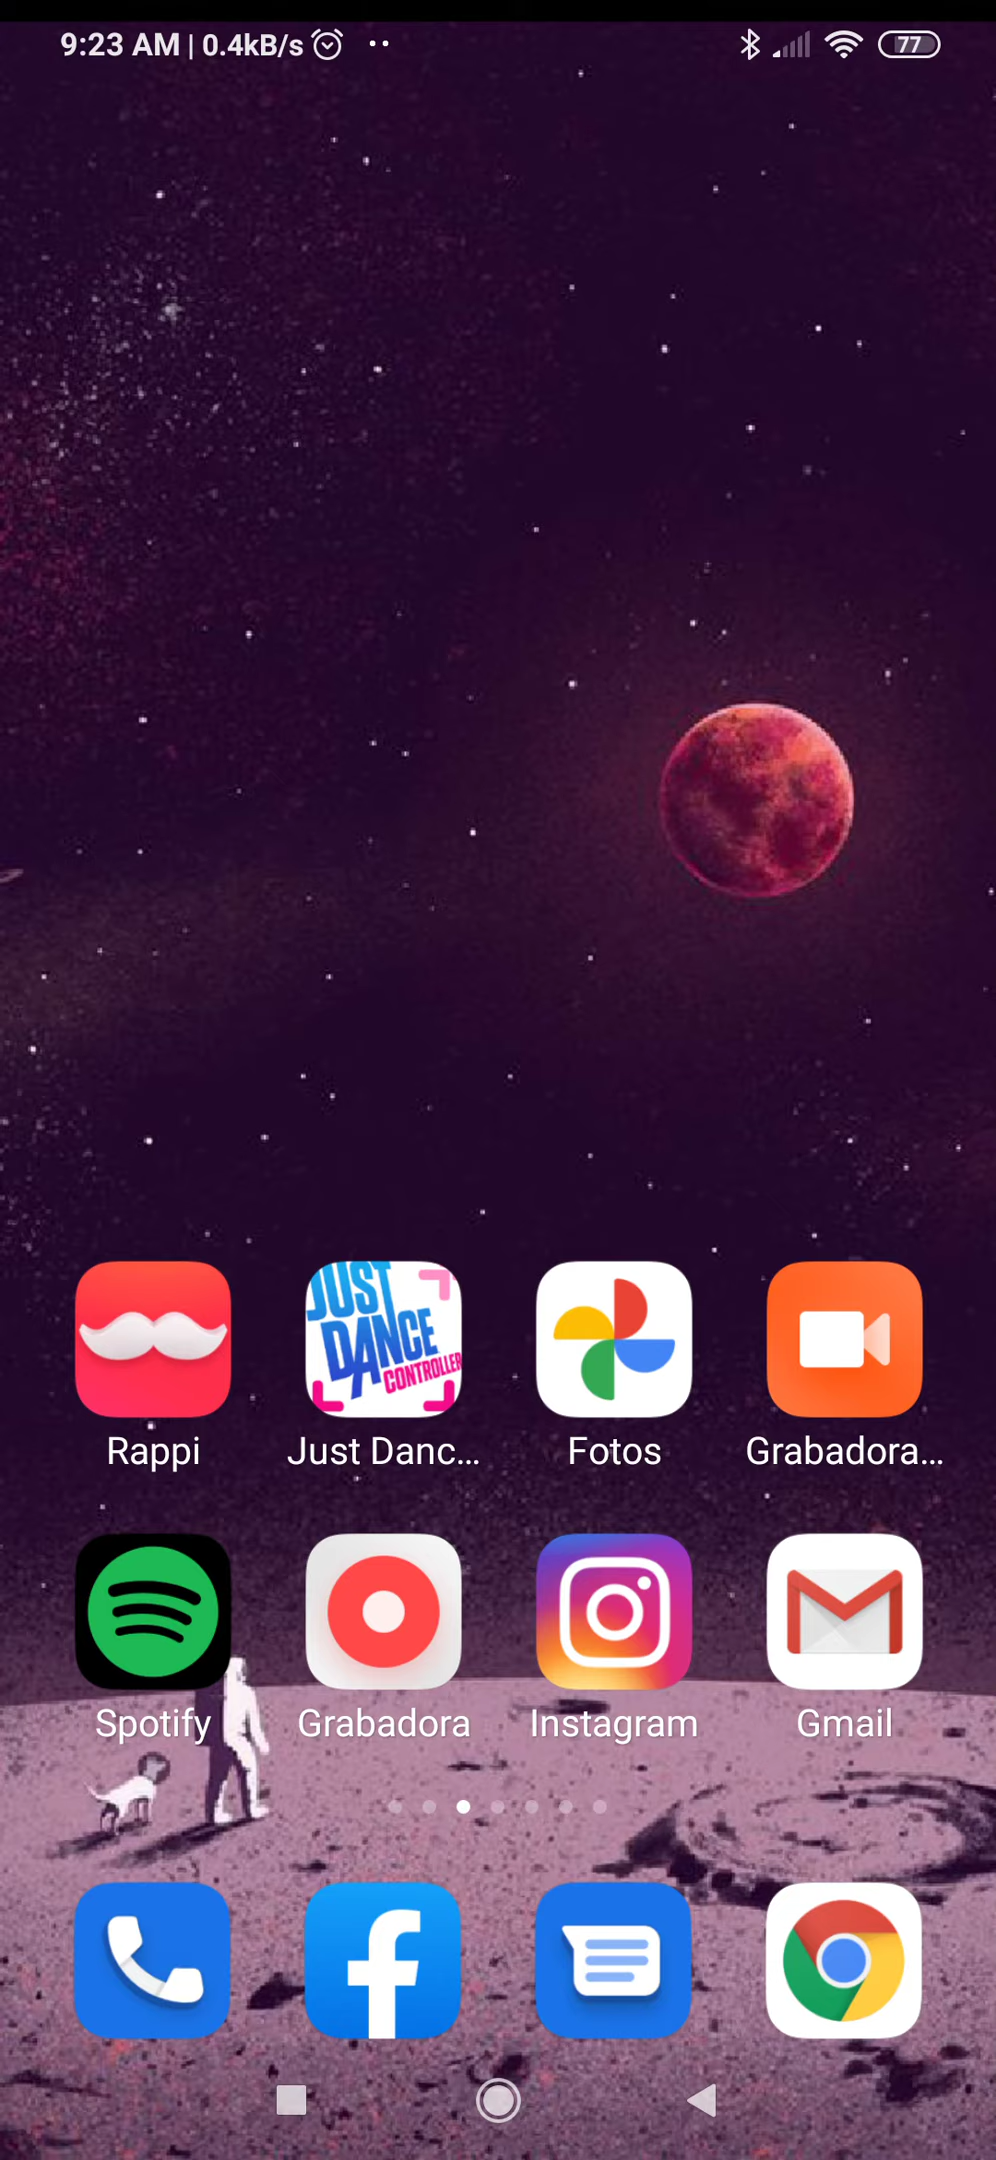 9:23 AM | 0.4kB/s
77
JUST
DANCE
CONTROLLER
Rappi
Just Danc...
Fotos
Grabadora...
Spotify
Grabadora
Instagram
Gmail